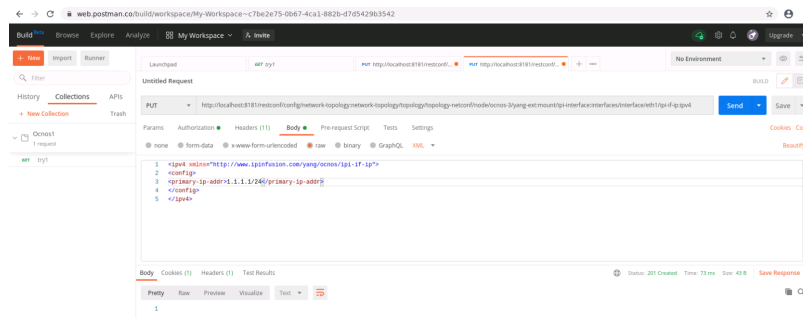 web.postman.co/build/workspace/My-Workspace~c7be2e75-0b67-4ca1-882b-d7d5429b3542
Build Beta Browse Explore Analyze My Workspace Invite Upgrade
+ New Import Runner
Launchpad GET try1 PUT http://localhost:8181/restconf/... PUT http://localhost:8181/restconf/... + ••• No Environment
Filter
Untitled Request BUILD
History Collections APIs
PUT http://localhost:8181/restconf/config/network-topology:network-topology/topology/topology-netconf/node/ocnos-3/yang-ext:mount/ipi-interface:interfaces/interface/eth1/ipi-if-ip:ipv4 Send Save
+ New Collection Trash
Params Authorization Headers (11) Body Pre-request Script Tests Settings Cookies Co
Ocnos1
1 request
none form-data x-www-form-urlencoded raw binary GraphQL XML Beautify
GET try1
1 <ipv4 xmlns="http://www.ipinfusion.com/yang/ocnos/ipi-if-ip">
2 <config>
3 <primary-ip-addr>1.1.1.1/24</primary-ip-addr>
4 </config>
5 </ipv4>
Body Cookies (1) Headers (1) Test Results Status: 201 Created Time: 73 ms Size: 43 B Save Response
Pretty Raw Preview Visualize Text
1